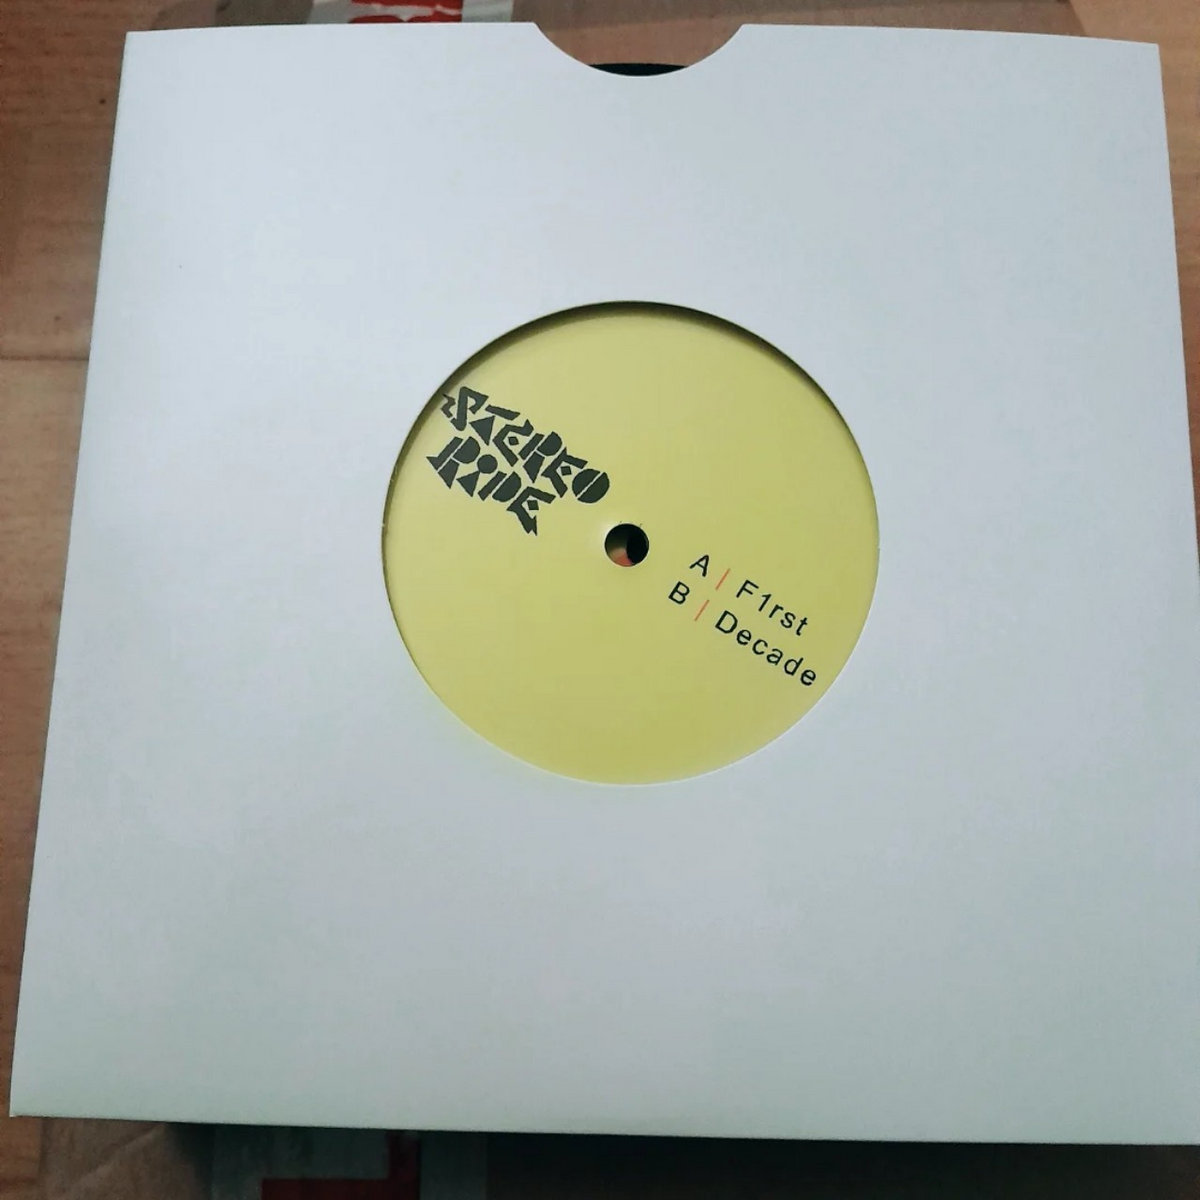 STEREO
RIDE
A | F1rst
B | Decade